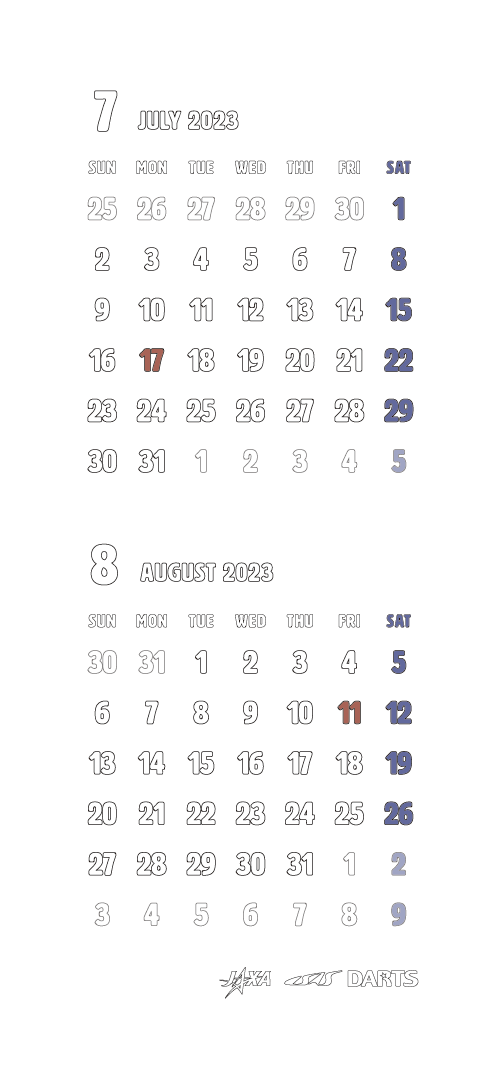 7 JULY 2023
SUN MON TUE WED THU FRI SAT
25 26 27 28 29 30 1
2 3 4 5 6 7 8
9 10 11 12 13 14 15
16 17 18 19 20 21 22
23 24 25 26 27 28 29
30 31 1 2 3 4 5
8 AUGUST 2023
SUN MON TUE WED THU FRI SAT
30 31 1 2 3 4 5
6 7 8 9 10 11 12
13 14 15 16 17 18 19
20 21 22 23 24 25 26
27 28 29 30 31 1 2
3 4 5 6 7 8 9
JAXA ISAS DARTS